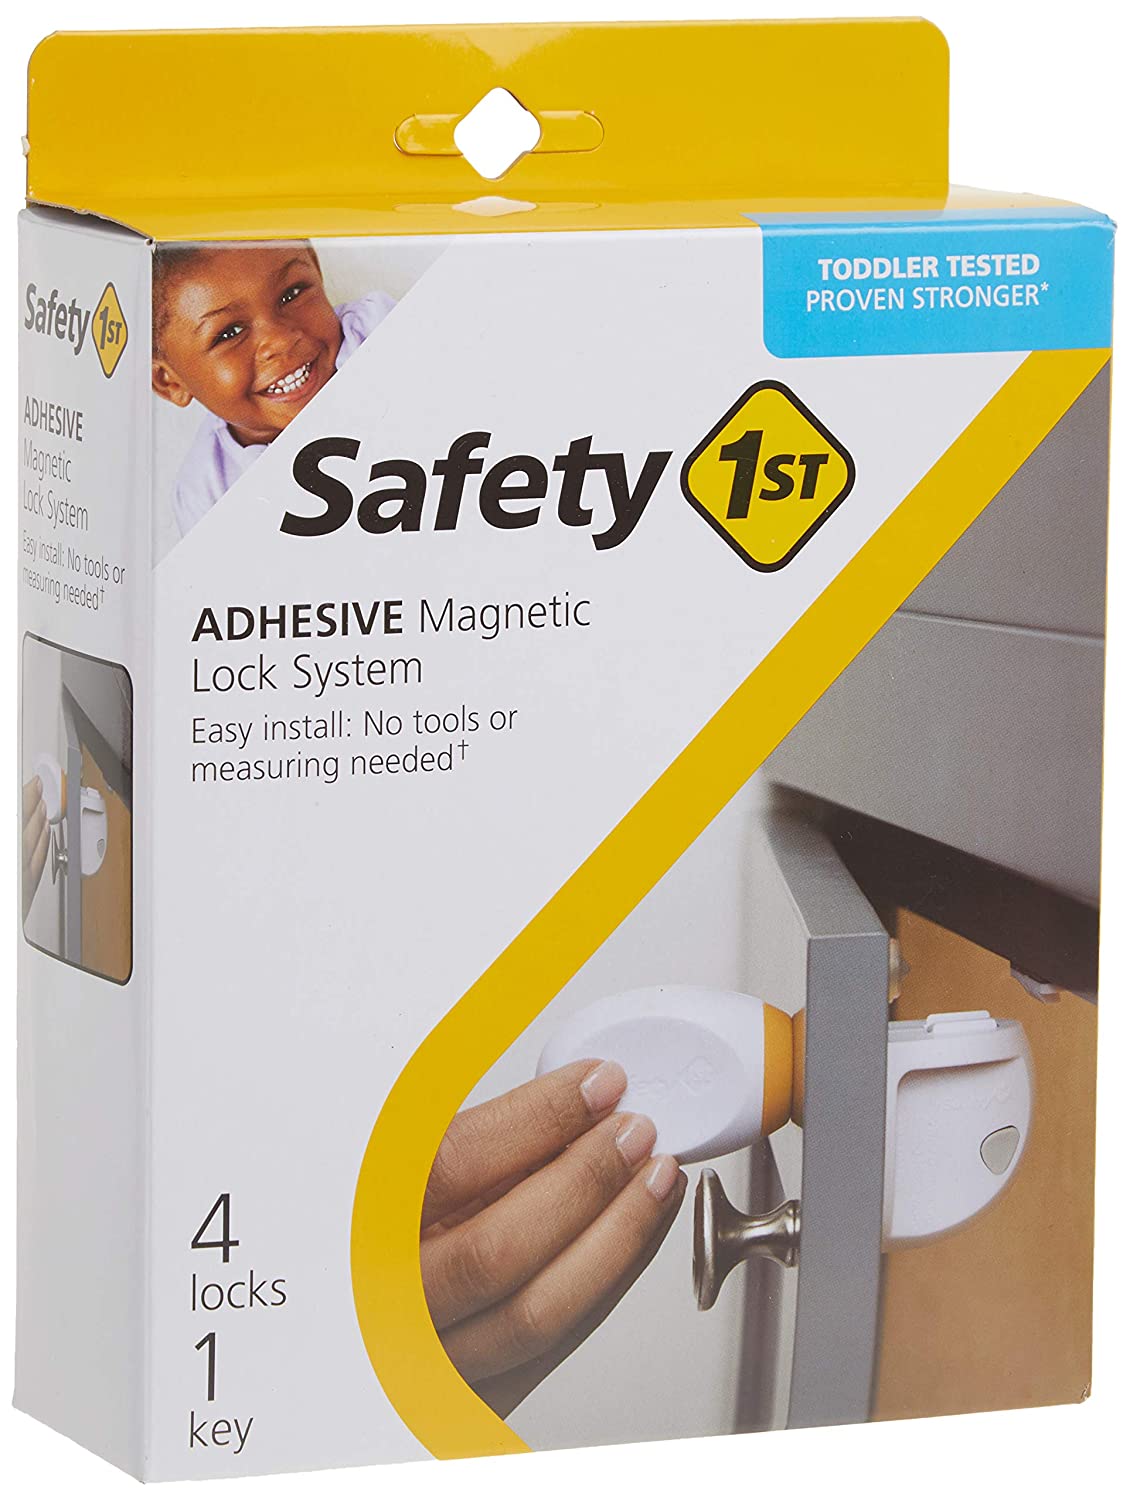 TODDLER TESTED
PROVEN STRONGER*
Safety 1ST
ADHESIVE Magnetic
Lock System
Easy install: No tools or
measuring needed†
4
locks
1
key
Safety 1ST
ADHESIVE
Magnetic
Lock System
Easy install: No tools or
measuring needed†